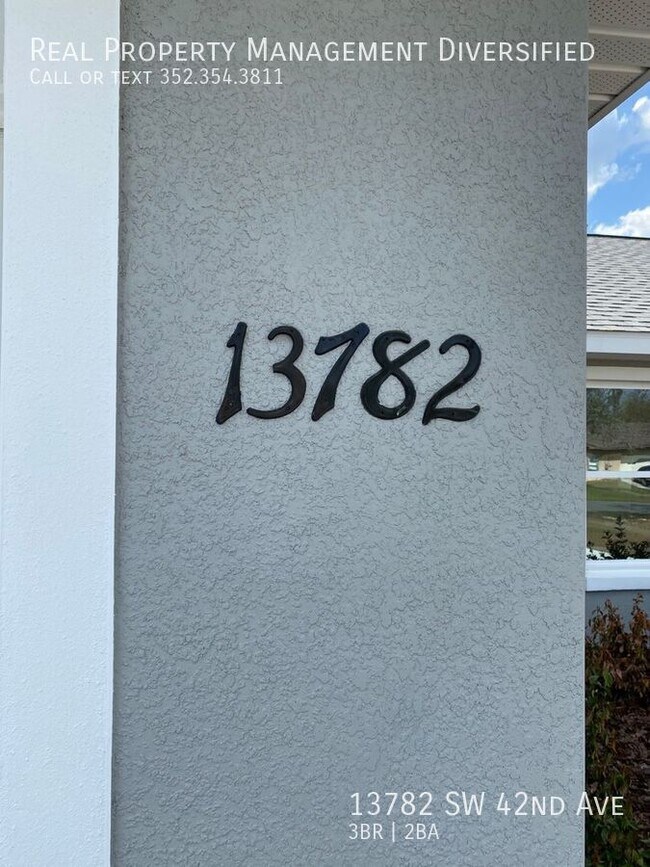 Real Property Management Diversified
Call or text 352.354.3811
13782
13782 SW 42nd Ave
3BR | 2BA